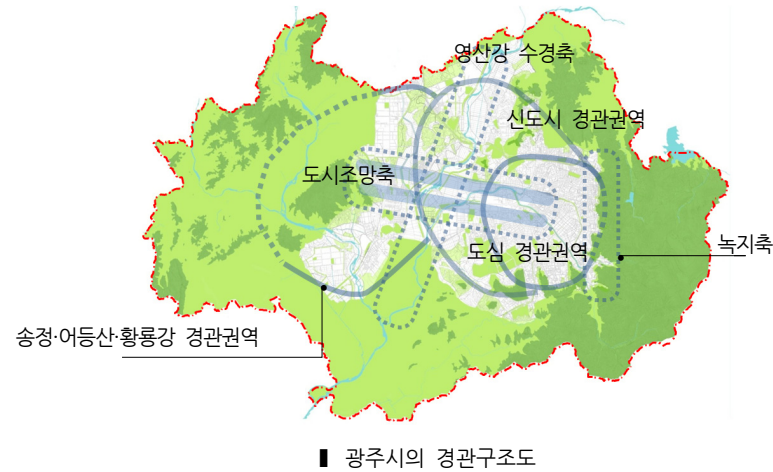 영산강 수경축
신도시 경관권역
도시조망축
도심 경관권역
녹지축
송정·어등산·황룡강 경관권역
▮ 광주시의 경관구조도